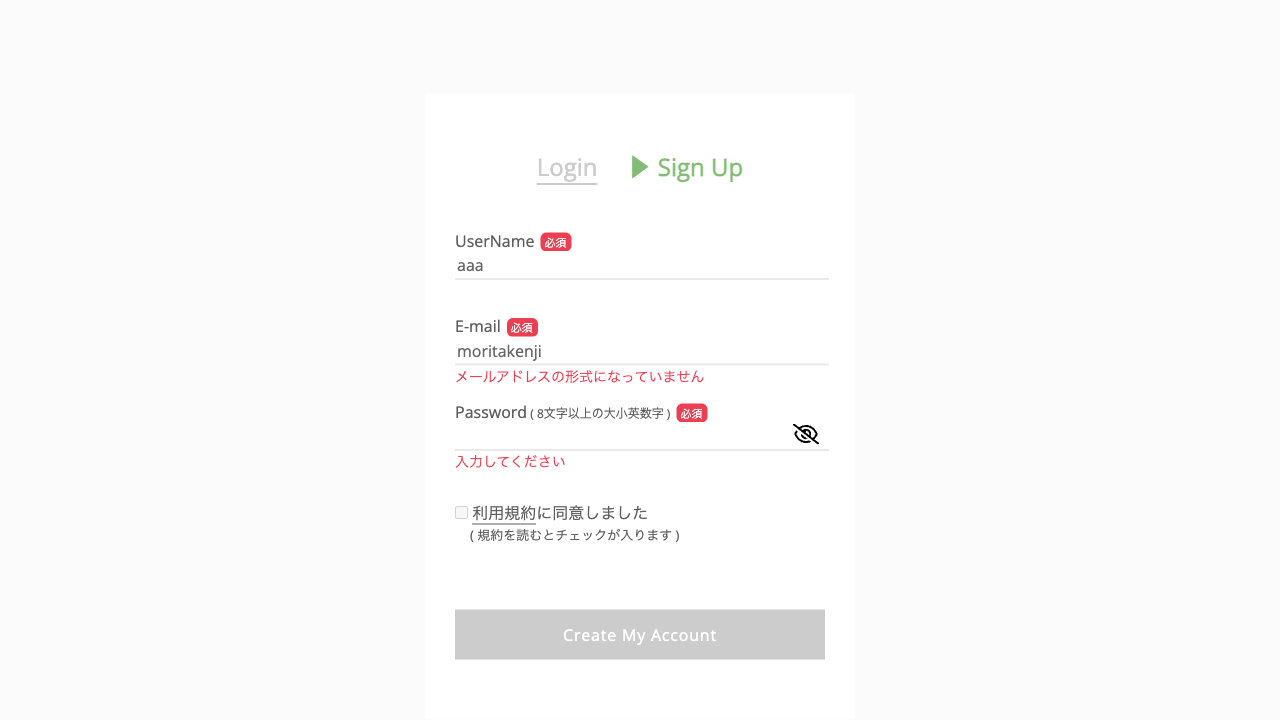 Login Sign Up
UserName 必須
aaa
E-mail 必須
moritakenji
メールアドレスの形式になっていません
Password ( 8文字以上の大小英数字 ) 必須
入力してください
利用規約に同意しました
( 規約を読むとチェックが入ります )
Create My Account